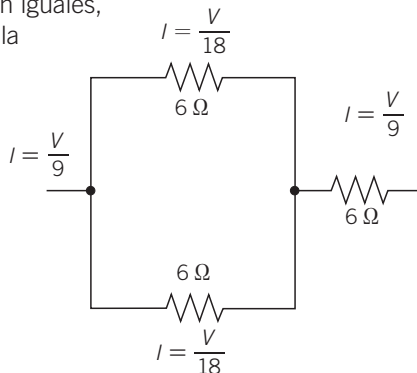 n iguales,
la
I = V/18
6 Ω
I = V/9
I = V/9
6 Ω
6 Ω
I = V/18